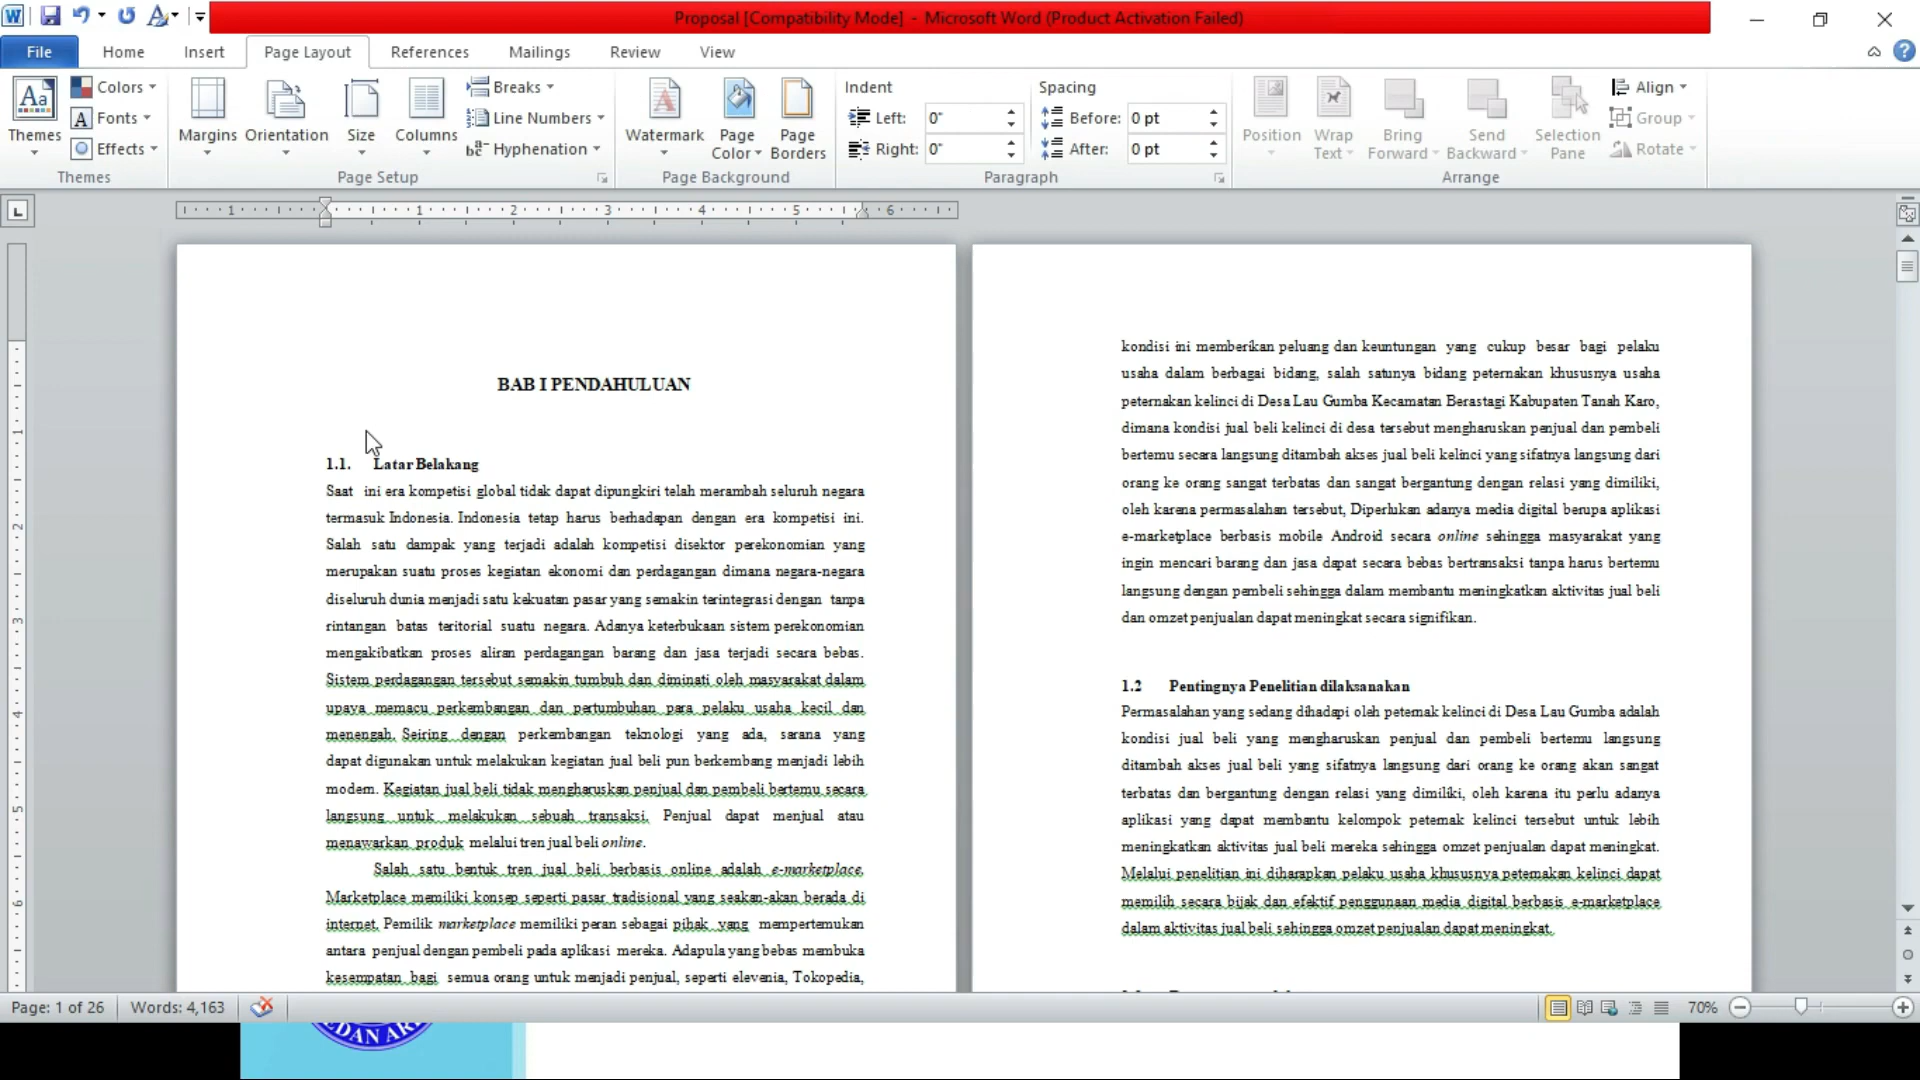 Proposal [Compatibility Mode] - Microsoft Word (Product Activation Failed)
File Home Insert Page Layout References Mailings Review View
Themes
Colors
Fonts
Effects
Themes
Margins
Orientation
Size
Columns
Breaks
Line Numbers
Hyphenation
Page Setup
Watermark
Page Color
Page Borders
Page Background
Indent
Left: 0"
Right: 0"
Spacing
Before: 0 pt
After: 0 pt
Paragraph
Position
Wrap Text
Bring Forward
Send Backward
Selection Pane
Align
Group
Rotate
Arrange
1 1 2 3 4 5 6
BAB I PENDAHULUAN
1.1. Latar Belakang
Saat ini era kompetisi global tidak dapat dipungkiri telah merambah seluruh negara
termasuk Indonesia. Indonesia tetap harus berhadapan dengan era kompetisi ini.
Salah satu dampak yang terjadi adalah kompetisi disektor perekonomian yang
merupakan suatu proses kegiatan ekonomi dan perdagangan dimana negara-negara
diseluruh dunia menjadi satu kekuatan pasar yang semakin terintegrasi dengan tanpa
rintangan batas teritorial suatu negara. Adanya keterbukaan sistem perekonomian
mengakibatkan proses aliran perdagangan barang dan jasa terjadi secara bebas.
Sistem perdagangan tersebut semakin tumbuh dan diminati oleh masyarakat dalam
upaya memacu perkembangan dan pertumbuhan para pelaku usaha kecil dan
menengah. Seiring dengan perkembangan teknologi yang ada, sarana yang
dapat digunakan untuk melakukan kegiatan jual beli pun berkembang menjadi lebih
modern. Kegiatan jual beli tidak mengharuskan penjual dan pembeli bertemu secara
langsung untuk melakukan sebuah transaksi. Penjual dapat menjual atau
menawarkan produk melalui tren jual beli online.
Salah satu bentuk tren jual beli berbasis online adalah e-marketplace.
Marketplace memiliki konsep seperti pasar tradisional yang seakan-akan berada di
internet. Pemilik marketplace memiliki peran sebagai pihak yang mempertemukan
antara penjual dengan pembeli pada aplikasi mereka. Adapula yang bebas membuka
kesempatan bagi semua orang untuk menjadi penjual, seperti elevenia, Tokopedia,
kondisi ini memberikan peluang dan keuntungan yang cukup besar bagi pelaku
usaha dalam berbagai bidang, salah satunya bidang peternakan khususnya usaha
peternakan kelinci di Desa Lau Gumba Kecamatan Berastagi Kabupaten Tanah Karo,
dimana kondisi jual beli kelinci di desa tersebut mengharuskan penjual dan pembeli
bertemu secara langsung ditambah akses jual beli kelinci yang sifatnya langsung dari
orang ke orang sangat terbatas dan sangat bergantung dengan relasi yang dimiliki,
oleh karena permasalahan tersebut, Diperlukan adanya media digital berupa aplikasi
e-marketplace berbasis mobile Android secara online sehingga masyarakat yang
ingin mencari barang dan jasa dapat secara bebas bertransaksi tanpa harus bertemu
langsung dengan pembeli sehingga dalam membantu meningkatkan aktivitas jual beli
dan omzet penjualan dapat meningkat secara signifikan.
1.2 Pentingnya Penelitian dilaksanakan
Permasalahan yang sedang dihadapi oleh peternak kelinci di Desa Lau Gumba adalah
kondisi jual beli yang mengharuskan penjual dan pembeli bertemu langsung
ditambah akses jual beli yang sifatnya langsung dari orang ke orang akan sangat
terbatas dan bergantung dengan relasi yang dimiliki, oleh karena itu perlu adanya
aplikasi yang dapat membantu kelompok peternak kelinci tersebut untuk lebih
meningkatkan aktivitas jual beli mereka sehingga omzet penjualan dapat meningkat.
Melalui penelitian ini diharapkan pelaku usaha khususnya peternakan kelinci dapat
memilih secara bijak dan efektif penggunaan media digital berbasis e-marketplace
dalam aktivitas jual beli sehingga omzet penjualan dapat meningkat.
Page: 1 of 26 Words: 4,163 70%